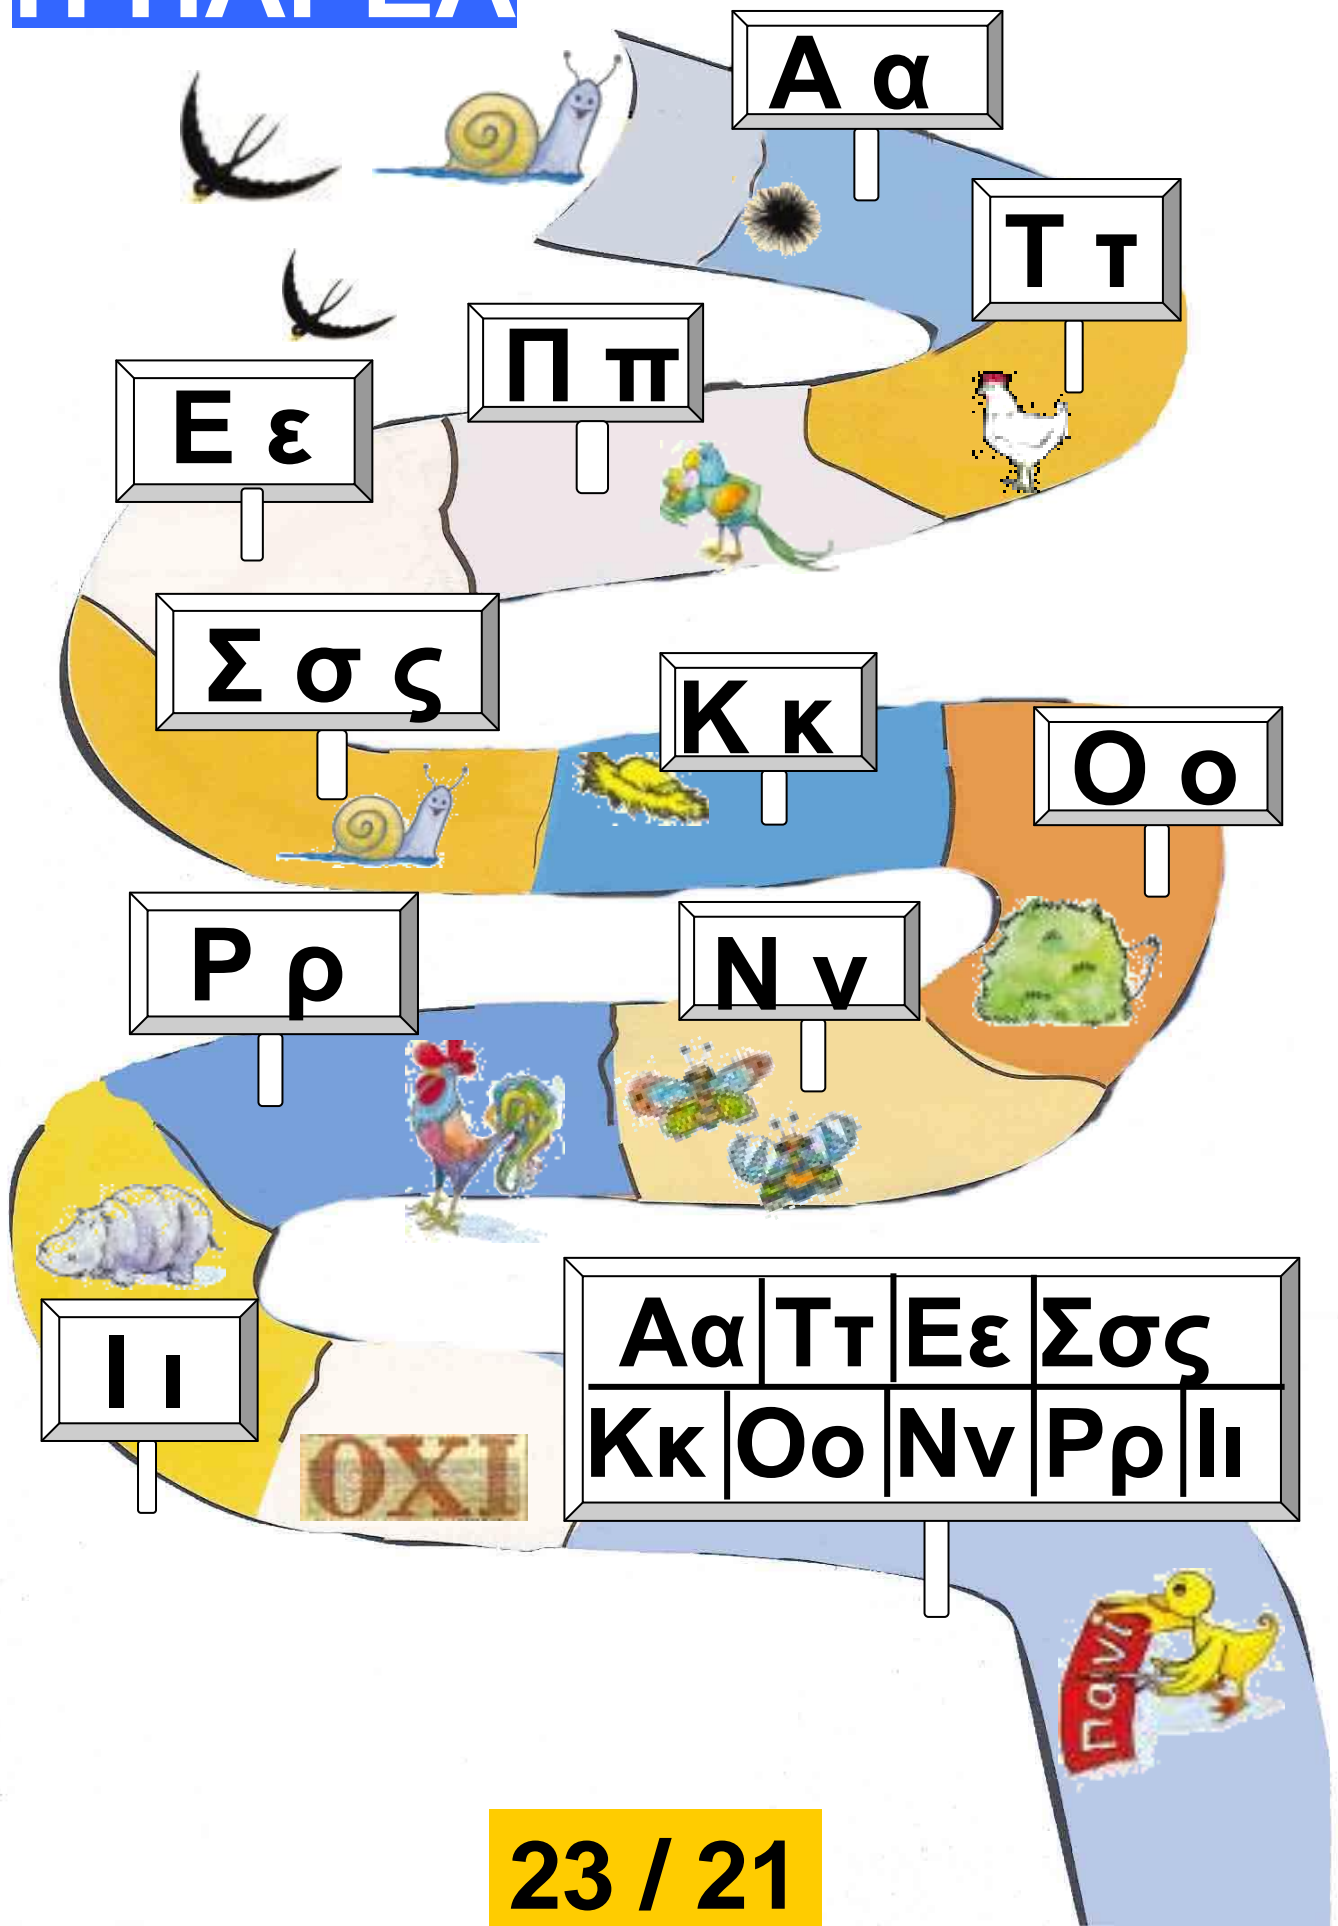 Α α
Τ τ
Π π
Ε ε
Σ σ ς
Κ κ
Ο ο
Ν ν
Ρ ρ
Ι ι
ΟΧΙ
Αα Ττ Εε Σσς
Κκ Οο Νν Ρρ Ιι
πανί
23 / 21